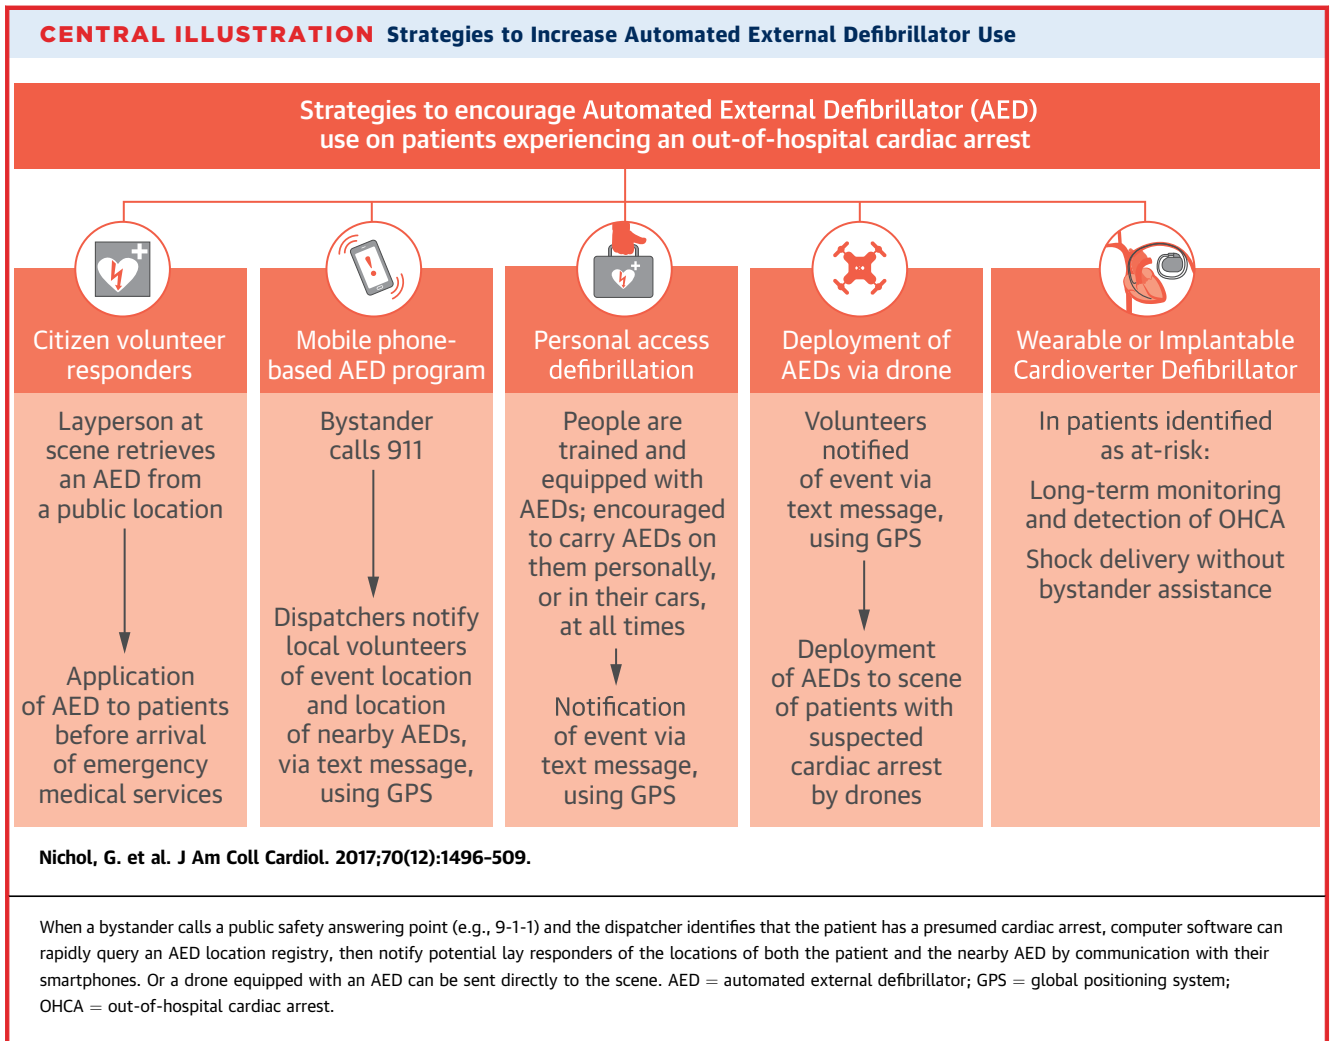 CENTRAL ILLUSTRATION Strategies to Increase Automated External Defibrillator Use
Strategies to encourage Automated External Defibrillator (AED)
use on patients experiencing an out-of-hospital cardiac arrest
Citizen volunteer
responders
Layperson at
scene retrieves
an AED from
a public location
Application
of AED to patients
before arrival
of emergency
medical services
Mobile phone-
based AED program
Bystander
calls 911
Dispatchers notify
local volunteers
of event location
and location
of nearby AEDs,
via text message,
using GPS
Personal access
defibrillation
People are
trained and
equipped with
AEDs; encouraged
to carry AEDs on
them personally,
or in their cars,
at all times
Notification
of event via
text message,
using GPS
Deployment of
AEDs via drone
Volunteers
notified
of event via
text message,
using GPS
Deployment
of AEDs to scene
of patients with
suspected
cardiac arrest
by drones
Wearable or Implantable
Cardioverter Defibrillator
In patients identified
as at-risk:
Long-term monitoring
and detection of OHCA
Shock delivery without
bystander assistance
Nichol, G. et al. J Am Coll Cardiol. 2017;70(12):1496–509.
When a bystander calls a public safety answering point (e.g., 9-1-1) and the dispatcher identifies that the patient has a presumed cardiac arrest, computer software can
rapidly query an AED location registry, then notify potential lay responders of the locations of both the patient and the nearby AED by communication with their
smartphones. Or a drone equipped with an AED can be sent directly to the scene. AED = automated external defibrillator; GPS = global positioning system;
OHCA = out-of-hospital cardiac arrest.